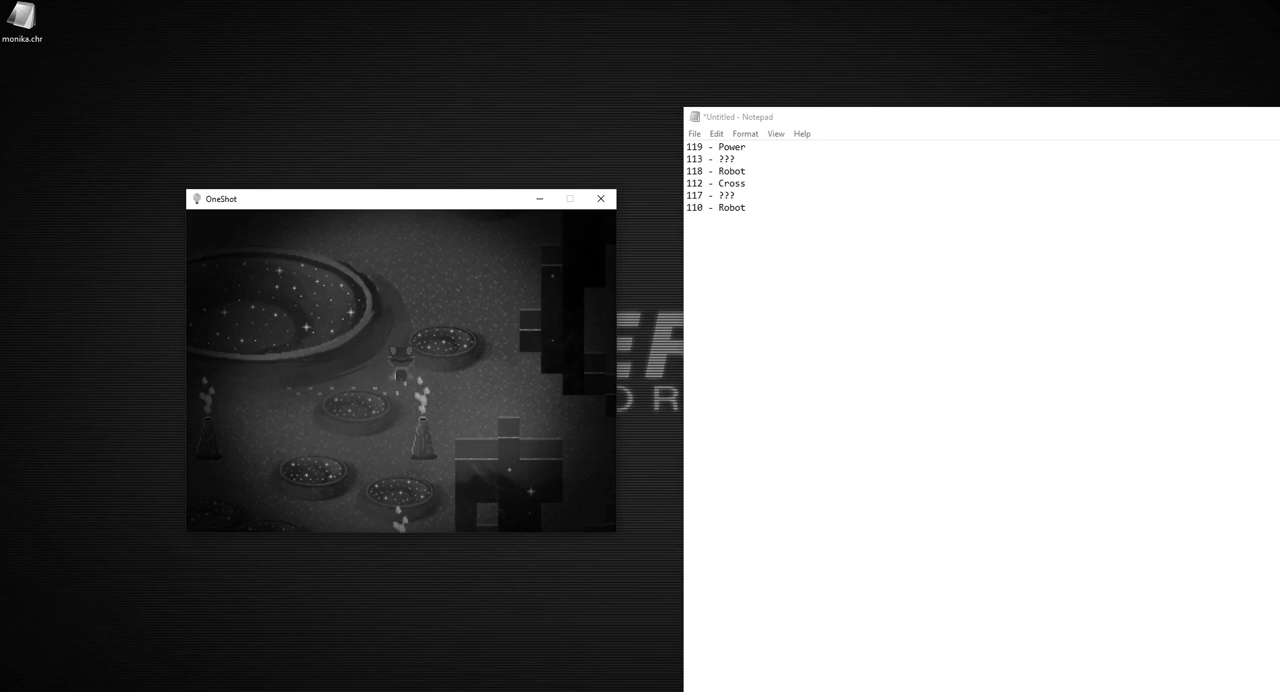 monika.chr
*Untitled - Notepad
File Edit Format View Help
119 - Power
113 - ???
118 - Robot
112 - Cross
117 - ???
110 - Robot
OneShot